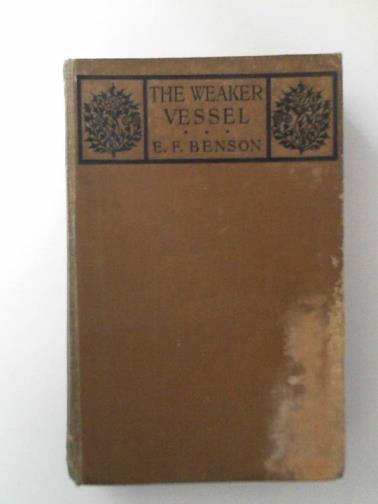 THE WEAKER
VESSEL
E. F. BENSON